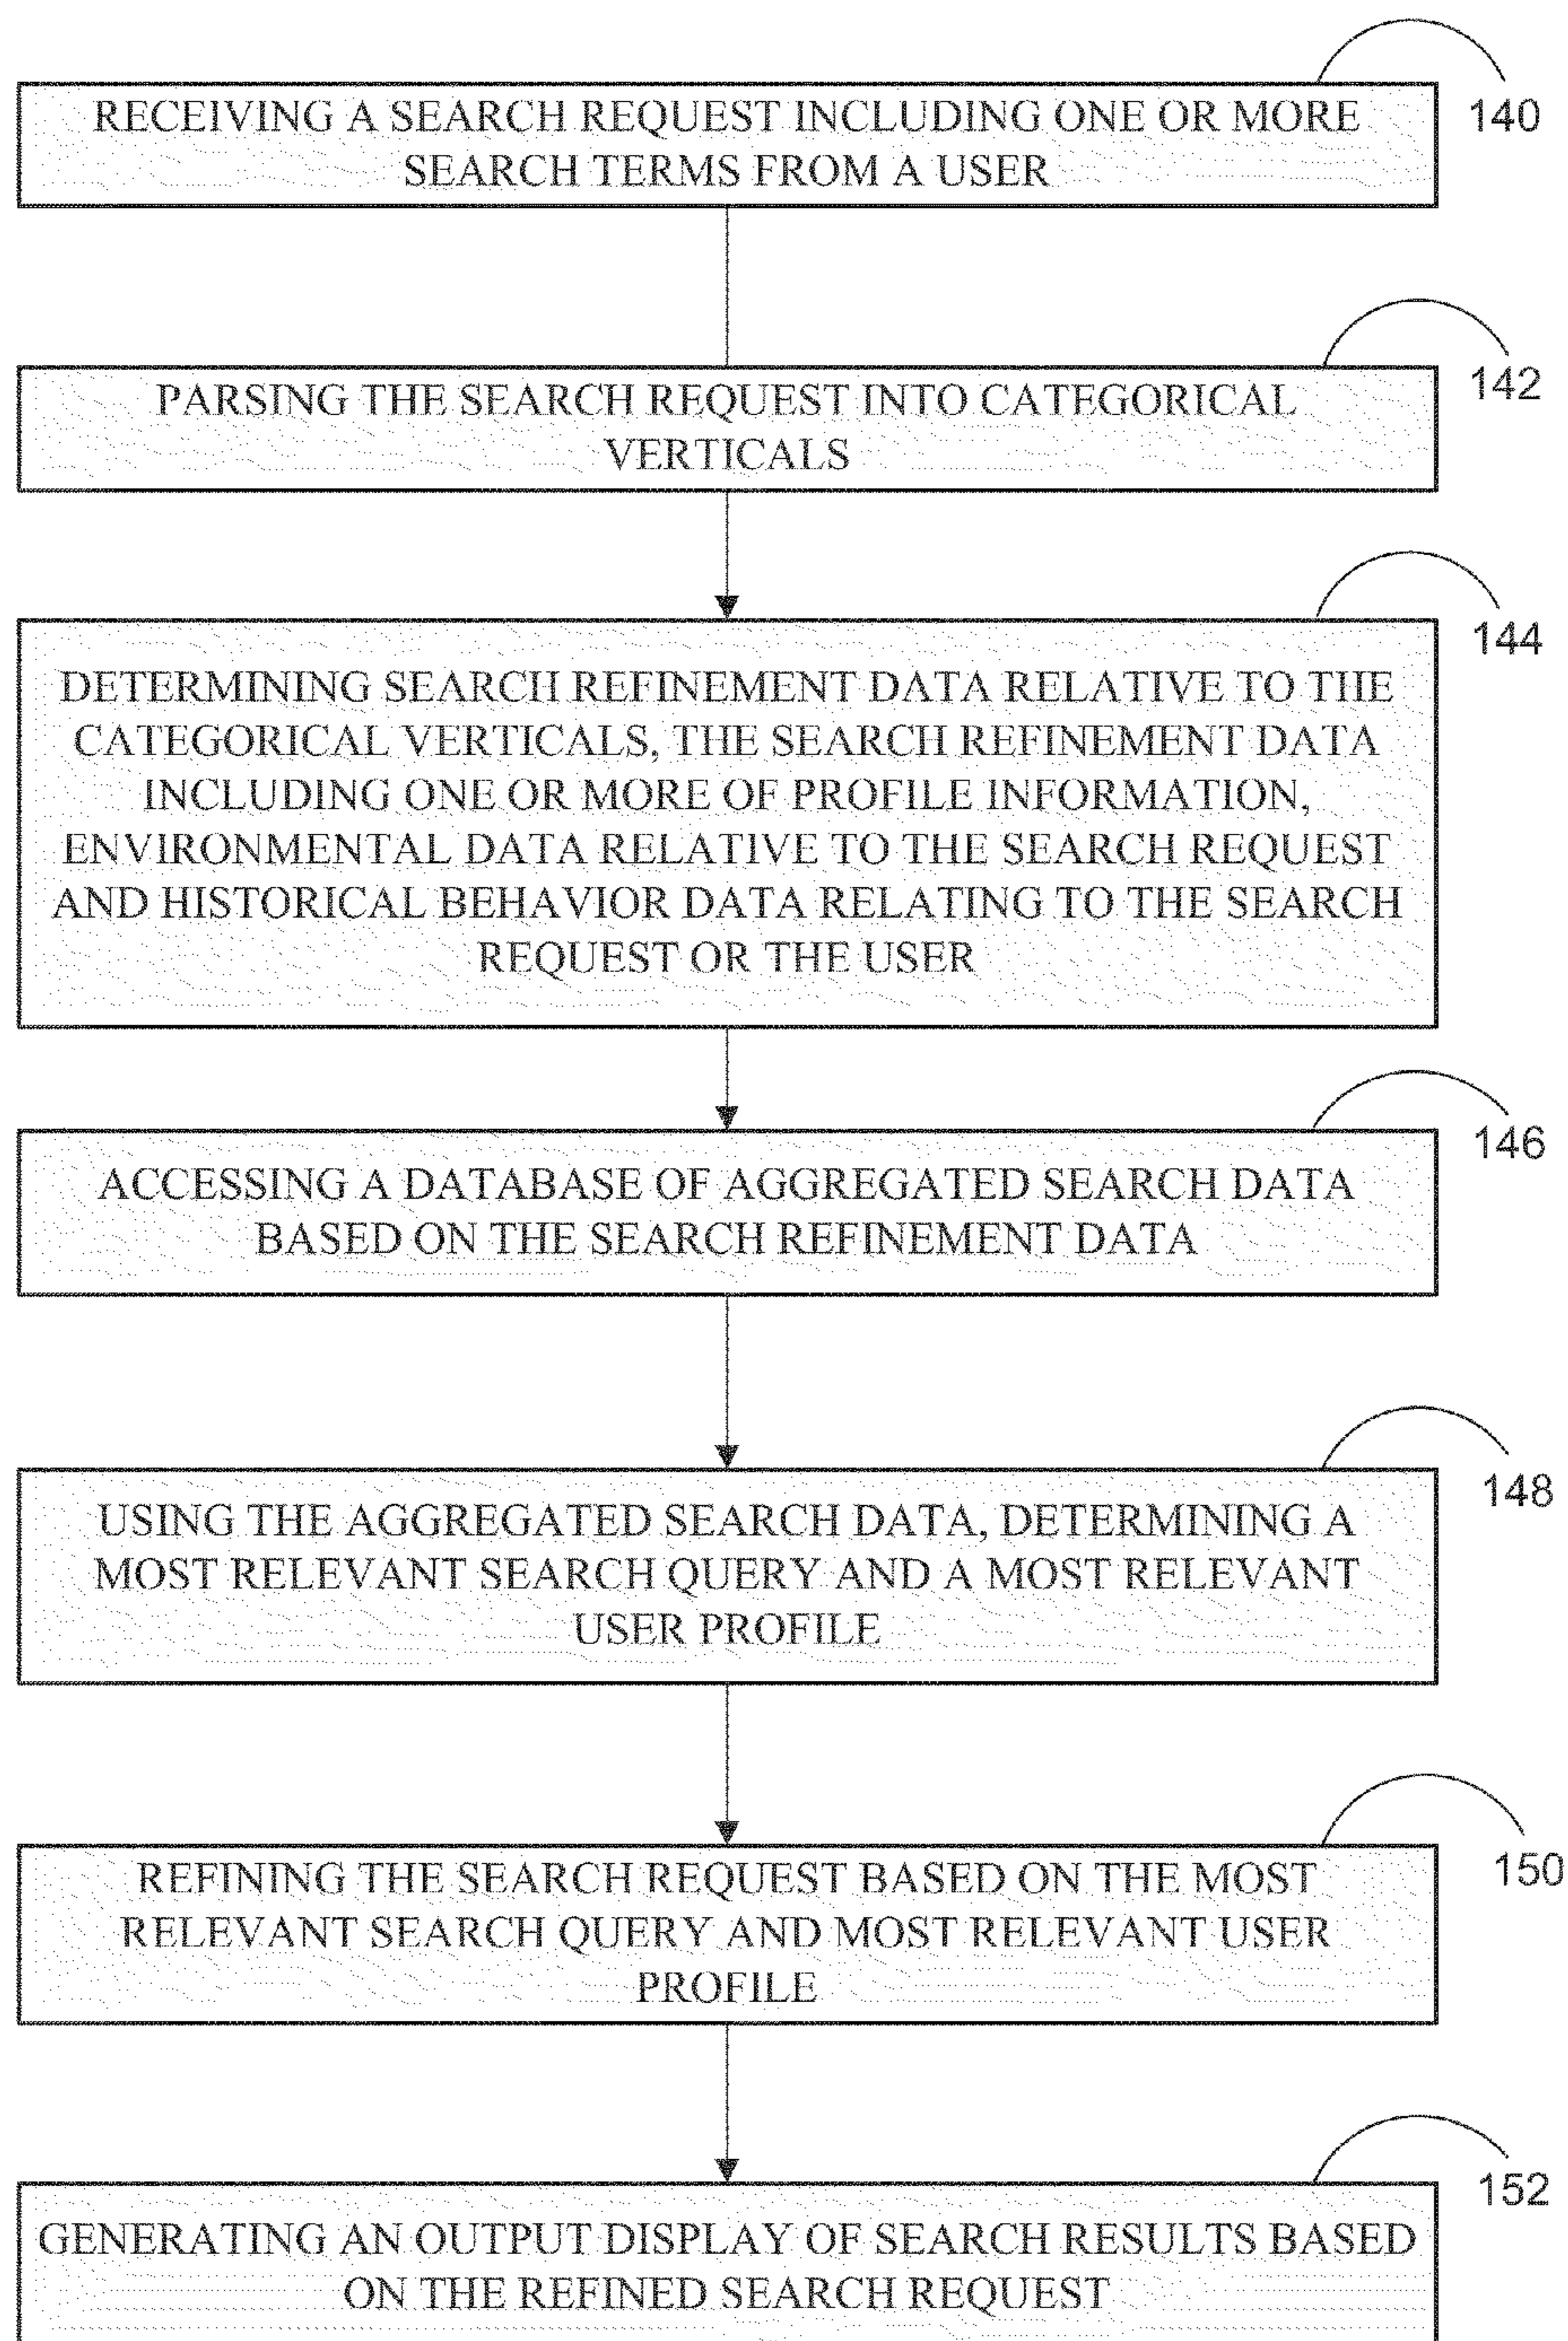 RECEIVING A SEARCH REQUEST INCLUDING ONE OR MORE
SEARCH TERMS FROM A USER
140
PARSING THE SEARCH REQUEST INTO CATEGORICAL
VERTICALS
142
DETERMINING SEARCH REFINEMENT DATA RELATIVE TO THE
CATEGORICAL VERTICALS, THE SEARCH REFINEMENT DATA
INCLUDING ONE OR MORE OF PROFILE INFORMATION,
ENVIRONMENTAL DATA RELATIVE TO THE SEARCH REQUEST
AND HISTORICAL BEHAVIOR DATA RELATING TO THE SEARCH
REQUEST OR THE USER
144
ACCESSING A DATABASE OF AGGREGATED SEARCH DATA
BASED ON THE SEARCH REFINEMENT DATA
146
USING THE AGGREGATED SEARCH DATA, DETERMINING A
MOST RELEVANT SEARCH QUERY AND A MOST RELEVANT
USER PROFILE
148
REFINING THE SEARCH REQUEST BASED ON THE MOST
RELEVANT SEARCH QUERY AND MOST RELEVANT USER
PROFILE
150
GENERATING AN OUTPUT DISPLAY OF SEARCH RESULTS BASED
ON THE REFINED SEARCH REQUEST
152